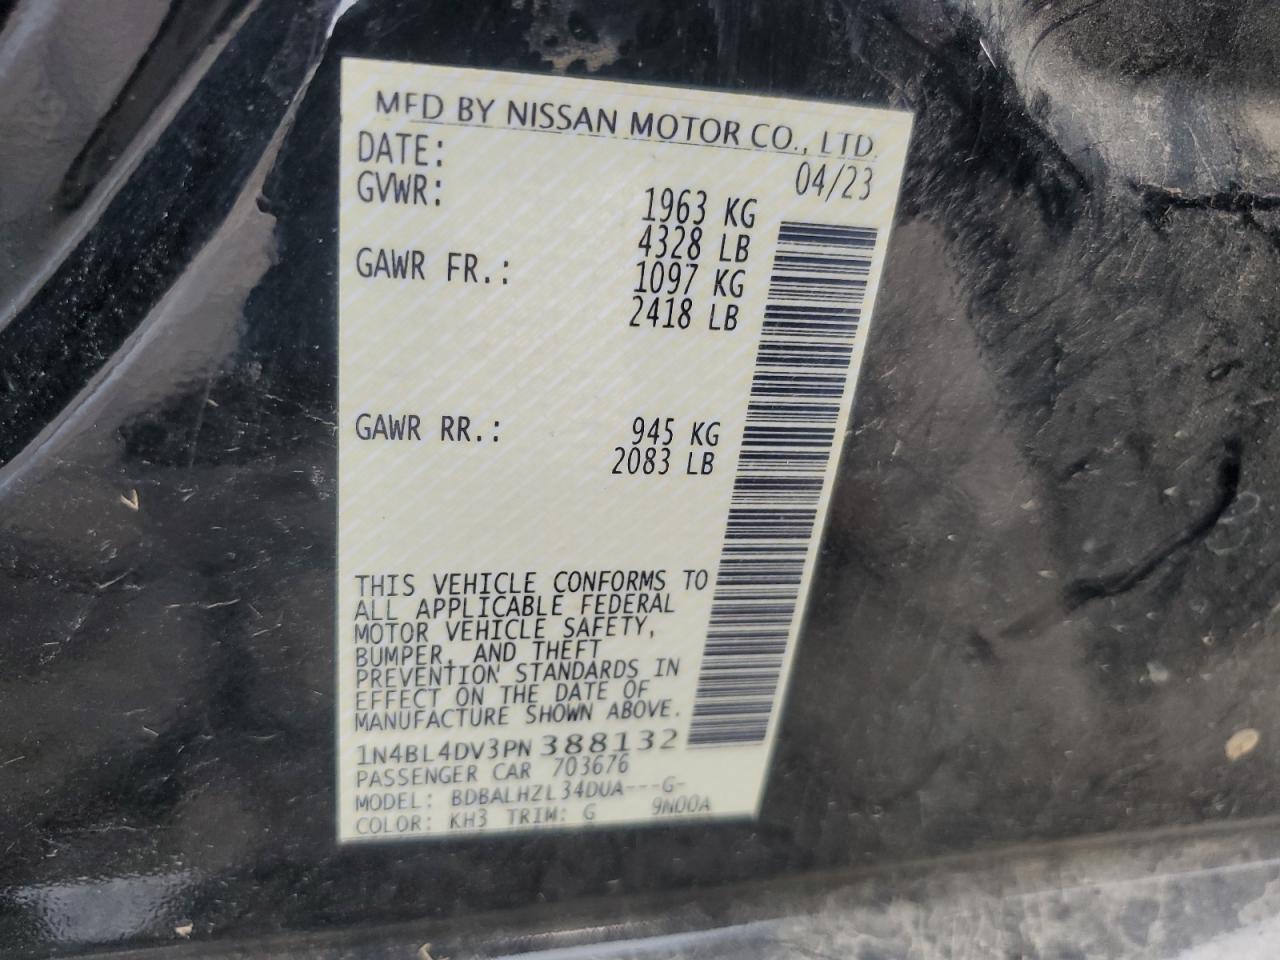 MFD BY NISSAN MOTOR CO., LTD.
DATE: 04/23
GVWR: 1963 KG
4328 LB
GAWR FR.: 1097 KG
2418 LB
GAWR RR.: 945 KG
2083 LB
THIS VEHICLE CONFORMS TO
ALL APPLICABLE FEDERAL
MOTOR VEHICLE SAFETY,
BUMPER, AND THEFT
PREVENTION STANDARDS IN
EFFECT ON THE DATE OF
MANUFACTURE SHOWN ABOVE.
1N4BL4DV3PN388132
PASSENGER CAR 703676
MODEL: BDBALHZL34DUA---G-
COLOR: KH3 TRIM: G 9N00A